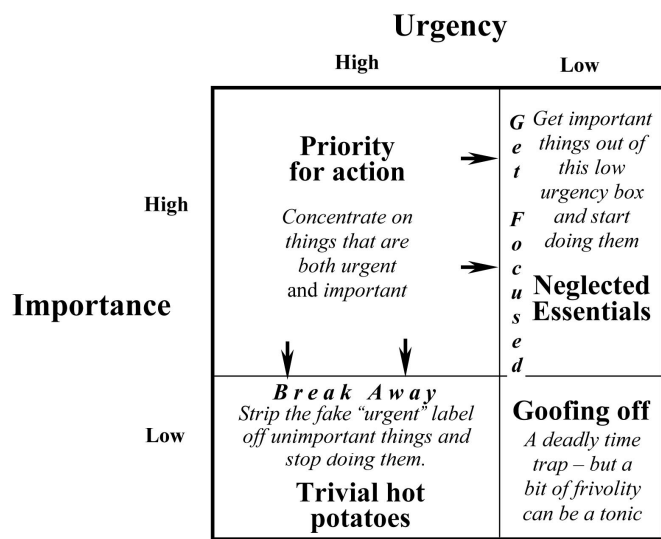 Urgency
High
Low
Priority
for action
Concentrate on
things that are
both urgent
and important
Get Focused
Get important
things out of
this low
urgency box
and start
doing them
Neglected
Essentials
High
Importance
Low
Break Away
Strip the fake “urgent” label
off unimportant things and
stop doing them.
Trivial hot
potatoes
Goofing off
A deadly time
trap – but a
bit of frivolity
can be a tonic